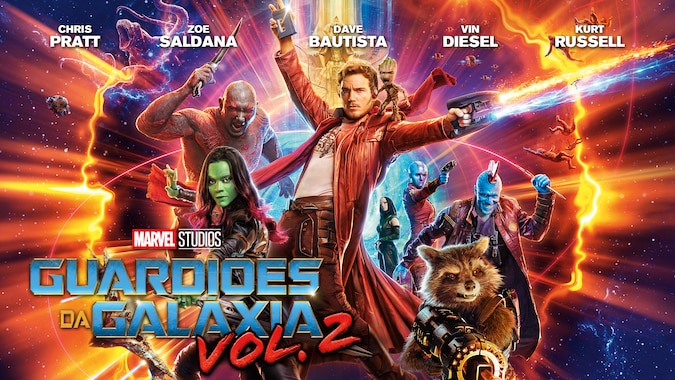 CHRIS PRATT
ZOE SALDANA
DAVE BAUTISTA
VIN DIESEL
KURT RUSSELL
MARVEL STUDIOS
GUARDIÕES
DA GALÁXIA
VOL. 2